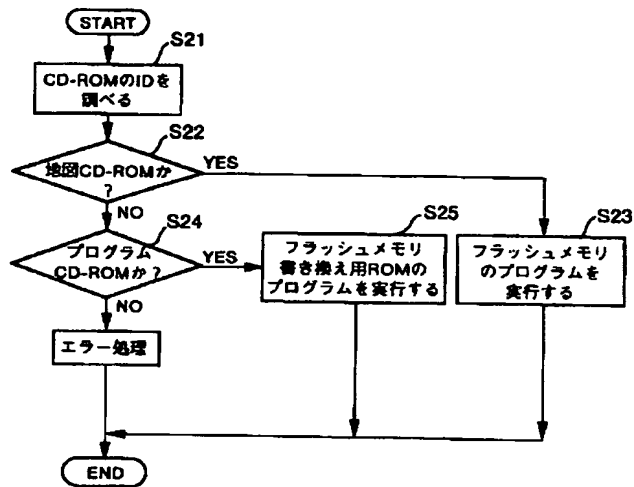 START
S21
CD-ROMのIDを
調べる
S22
地図CD-ROMか
?
YES
NO
S24
プログラム
CD-ROMか?
YES
NO
S25
フラッシュメモリ
書き換え用ROMの
プログラムを実行する
S23
フラッシュメモリ
のプログラムを
実行する
エラー処理
END